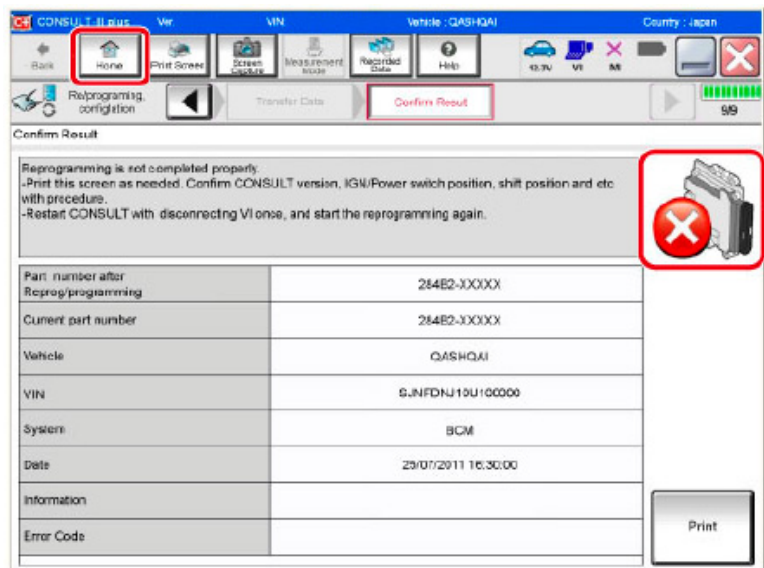 CONSULT-III plus Ver. VIN Vehicle : QASHQAI Country : Japan
Back
Home
Print Screen
Screen Capture
Measurement Mode
Recorded Data
Help
12.7V
VI
MI
Re/programing, configlation
Transfer Data
Confirm Result
9/9
Confirm Result
Reprogramming is not completed properly.
-Print this screen as needed. Confirm CONSULT version, IGN/Power switch position, shift position and etc
with procedure.
-Restart CONSULT with disconnecting VI once, and start the reprogramming again.
Part number after
Reprog/programming
284B2-XXXXX
Current part number
284B2-XXXXX
Vehicle
QASHQAI
VIN
SJNFDNJ10U100000
System
BCM
Date
25/07/2011 16:30:00
Information
Error Code
Print